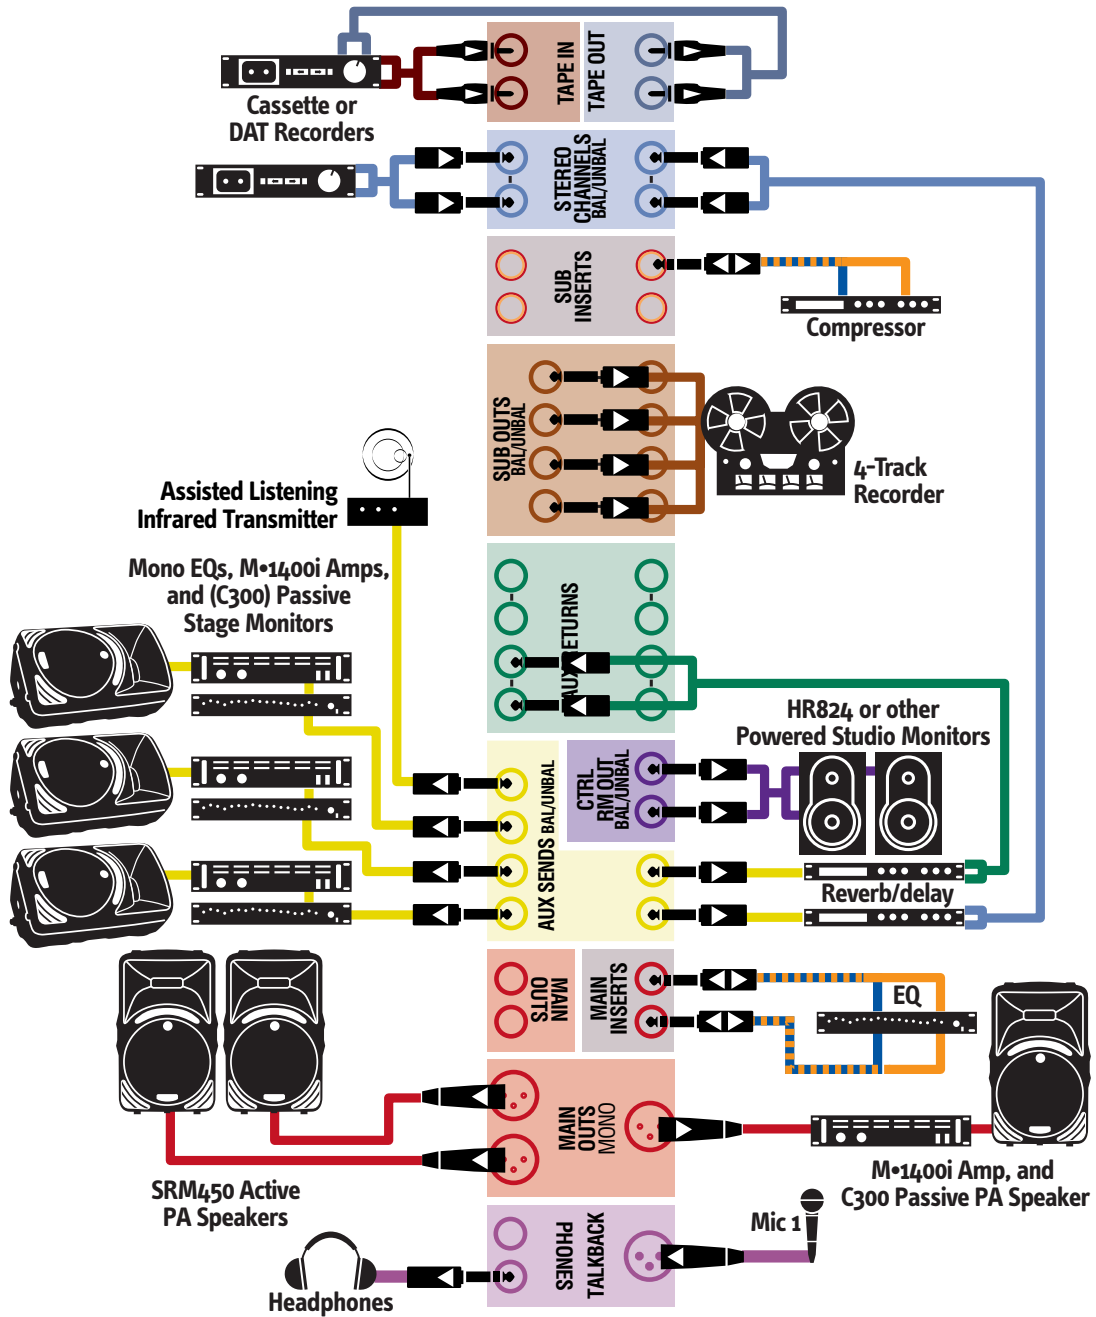 TAPE IN
TAPE OUT
Cassette or
DAT Recorders
STEREO
CHANNELS
BAL/UNBAL
SUB
INSERTS
Compressor
SUB OUTS
BAL/UNBAL
4-Track
Recorder
Assisted Listening
Infrared Transmitter
Mono EQs, M•1400i Amps,
and (C300) Passive
Stage Monitors
AUX RETURNS
HR824 or other
Powered Studio Monitors
CTRL
RM OUT
BAL/UNBAL
AUX SENDS BAL/UNBAL
Reverb/delay
MAIN
OUTS
MAIN
INSERTS
EQ
MAIN
OUTS
MONO
SRM450 Active
PA Speakers
M•1400i Amp, and
C300 Passive PA Speaker
PHONES
TALKBACK
Mic 1
Headphones